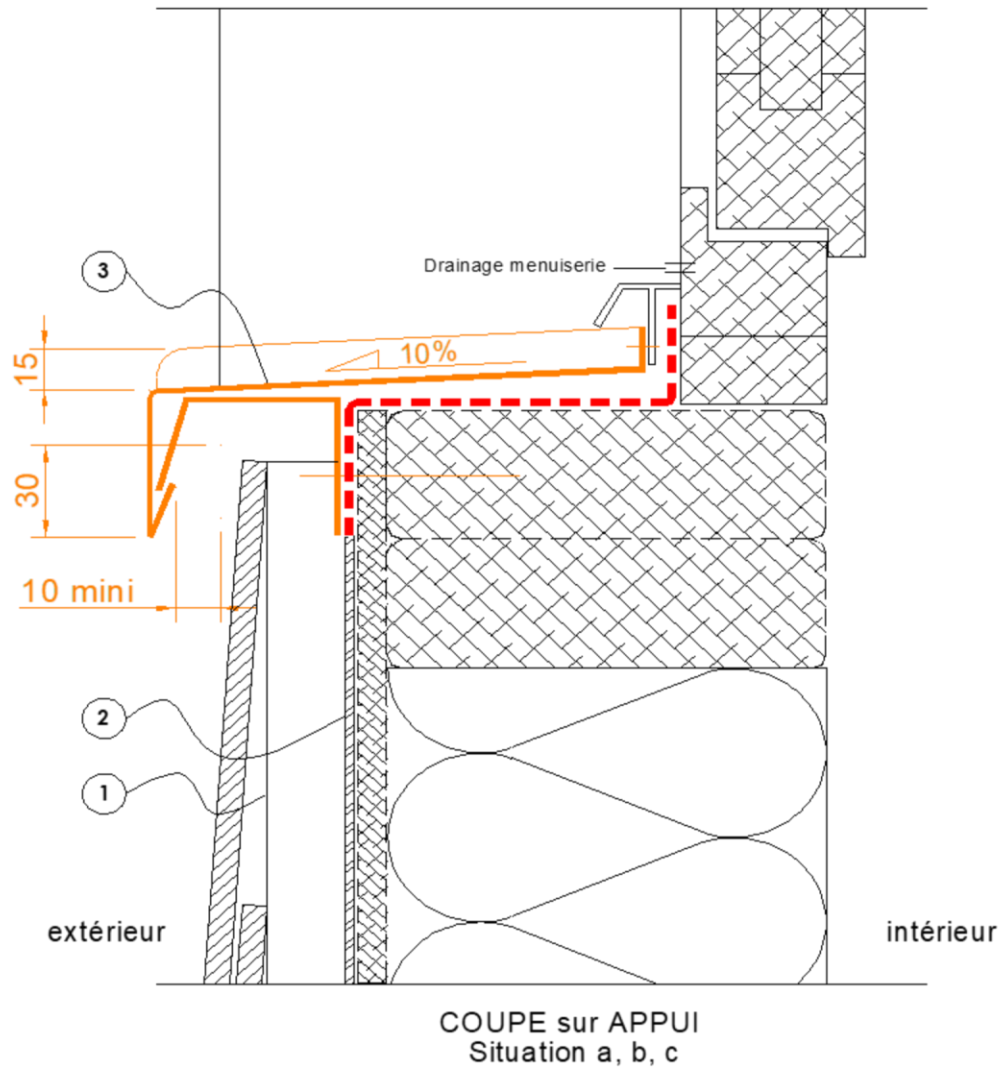 Drainage menuiserie
3
10%
15
30
10 mini
2
1
extérieur
intérieur
COUPE sur APPUI
Situation a, b, c